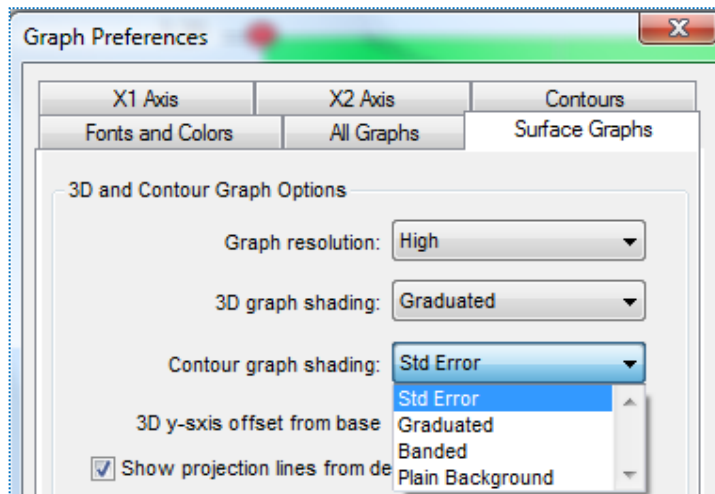 Graph Preferences
X1 Axis X2 Axis Contours
Fonts and Colors All Graphs Surface Graphs
3D and Contour Graph Options
Graph resolution: High
3D graph shading: Graduated
Contour graph shading: Std Error
Std Error
3D y-sxis offset from base
Graduated
Banded
Show projection lines from de
Plain Background